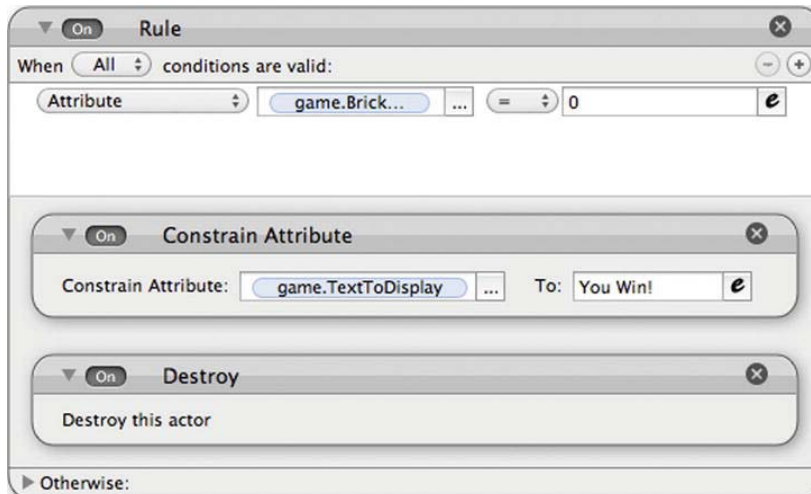 On Rule
When All conditions are valid:
Attribute game.Brick... ... = 0 e
On Constrain Attribute
Constrain Attribute: game.TextToDisplay ... To: You Win! e
On Destroy
Destroy this actor
Otherwise: